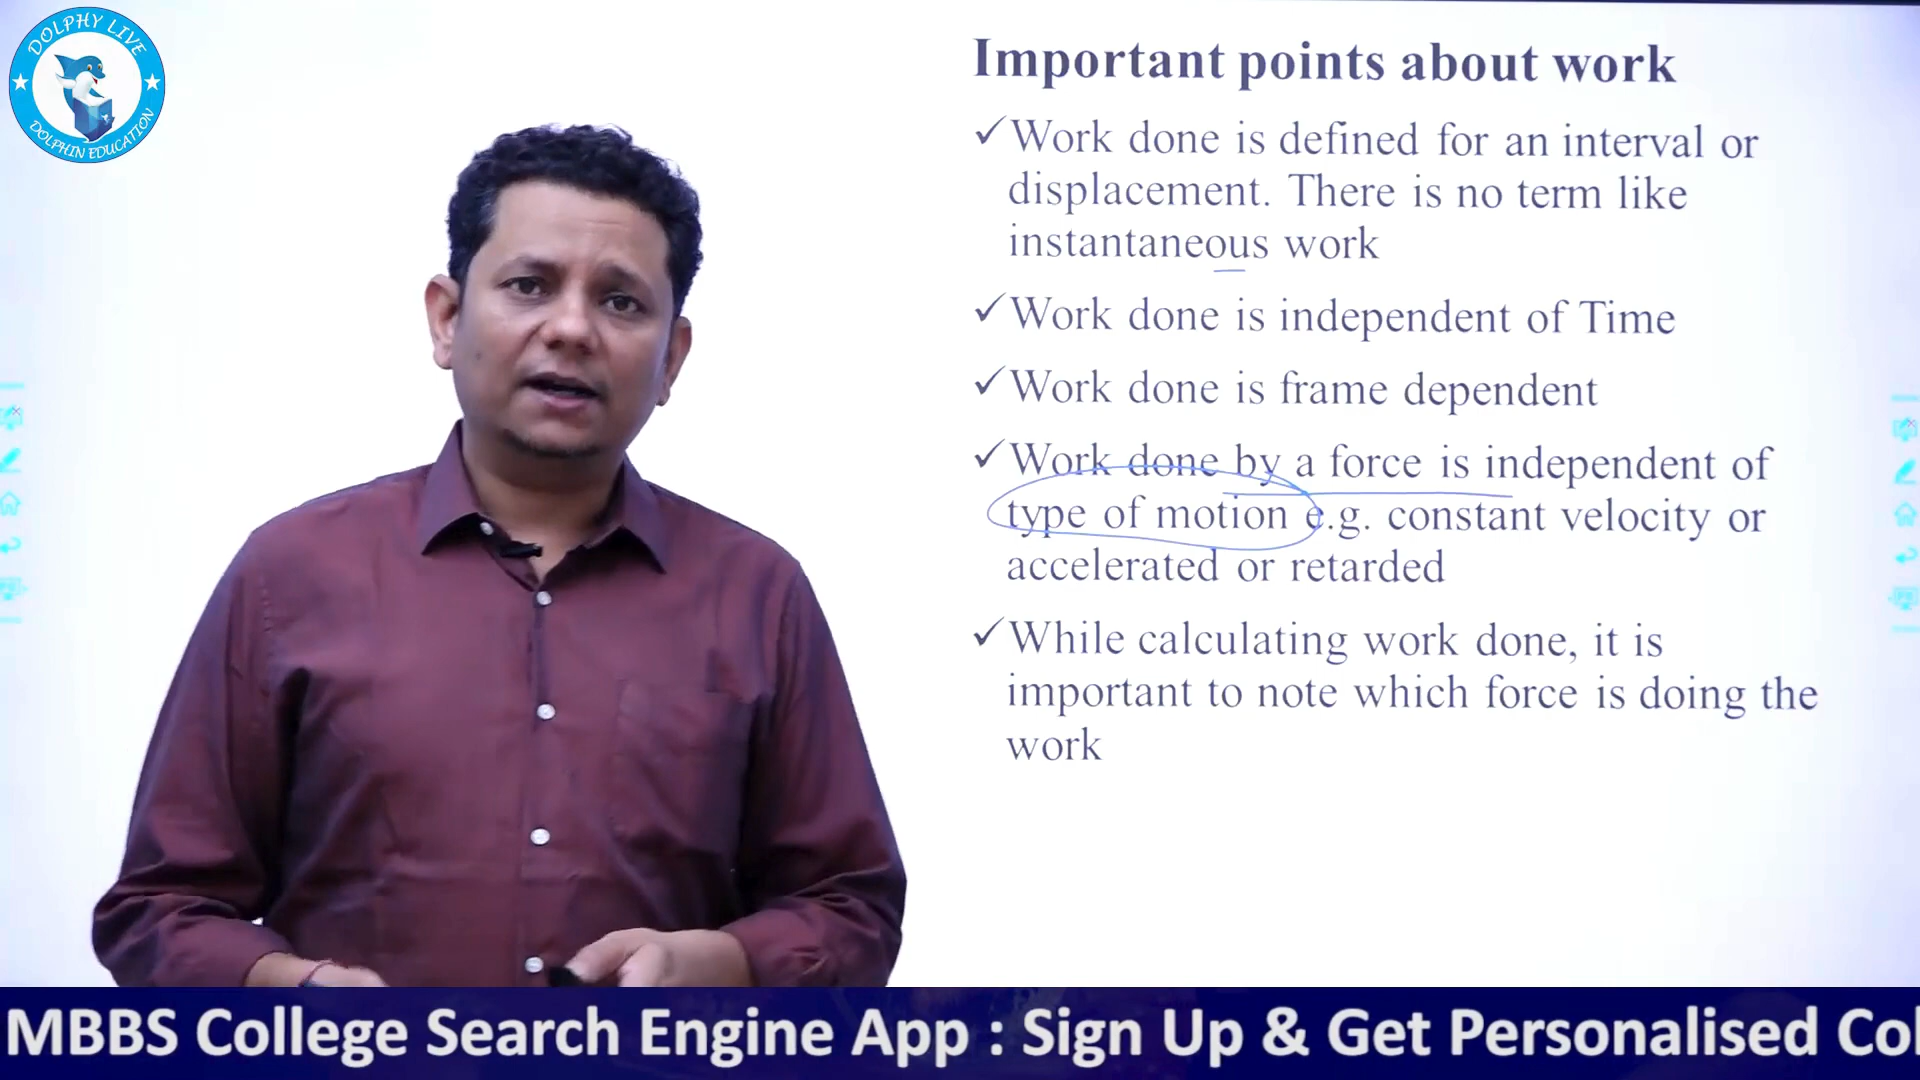 DOLPHY LIVE
DOLPHIN EDUCATION
Important points about work
✓Work done is defined for an interval or
displacement. There is no term like
instantaneous work
✓Work done is independent of Time
✓Work done is frame dependent
✓Work done by a force is independent of
type of motion e.g. constant velocity or
accelerated or retarded
✓While calculating work done, it is
important to note which force is doing the
work
MBBS College Search Engine App : Sign Up & Get Personalised Col